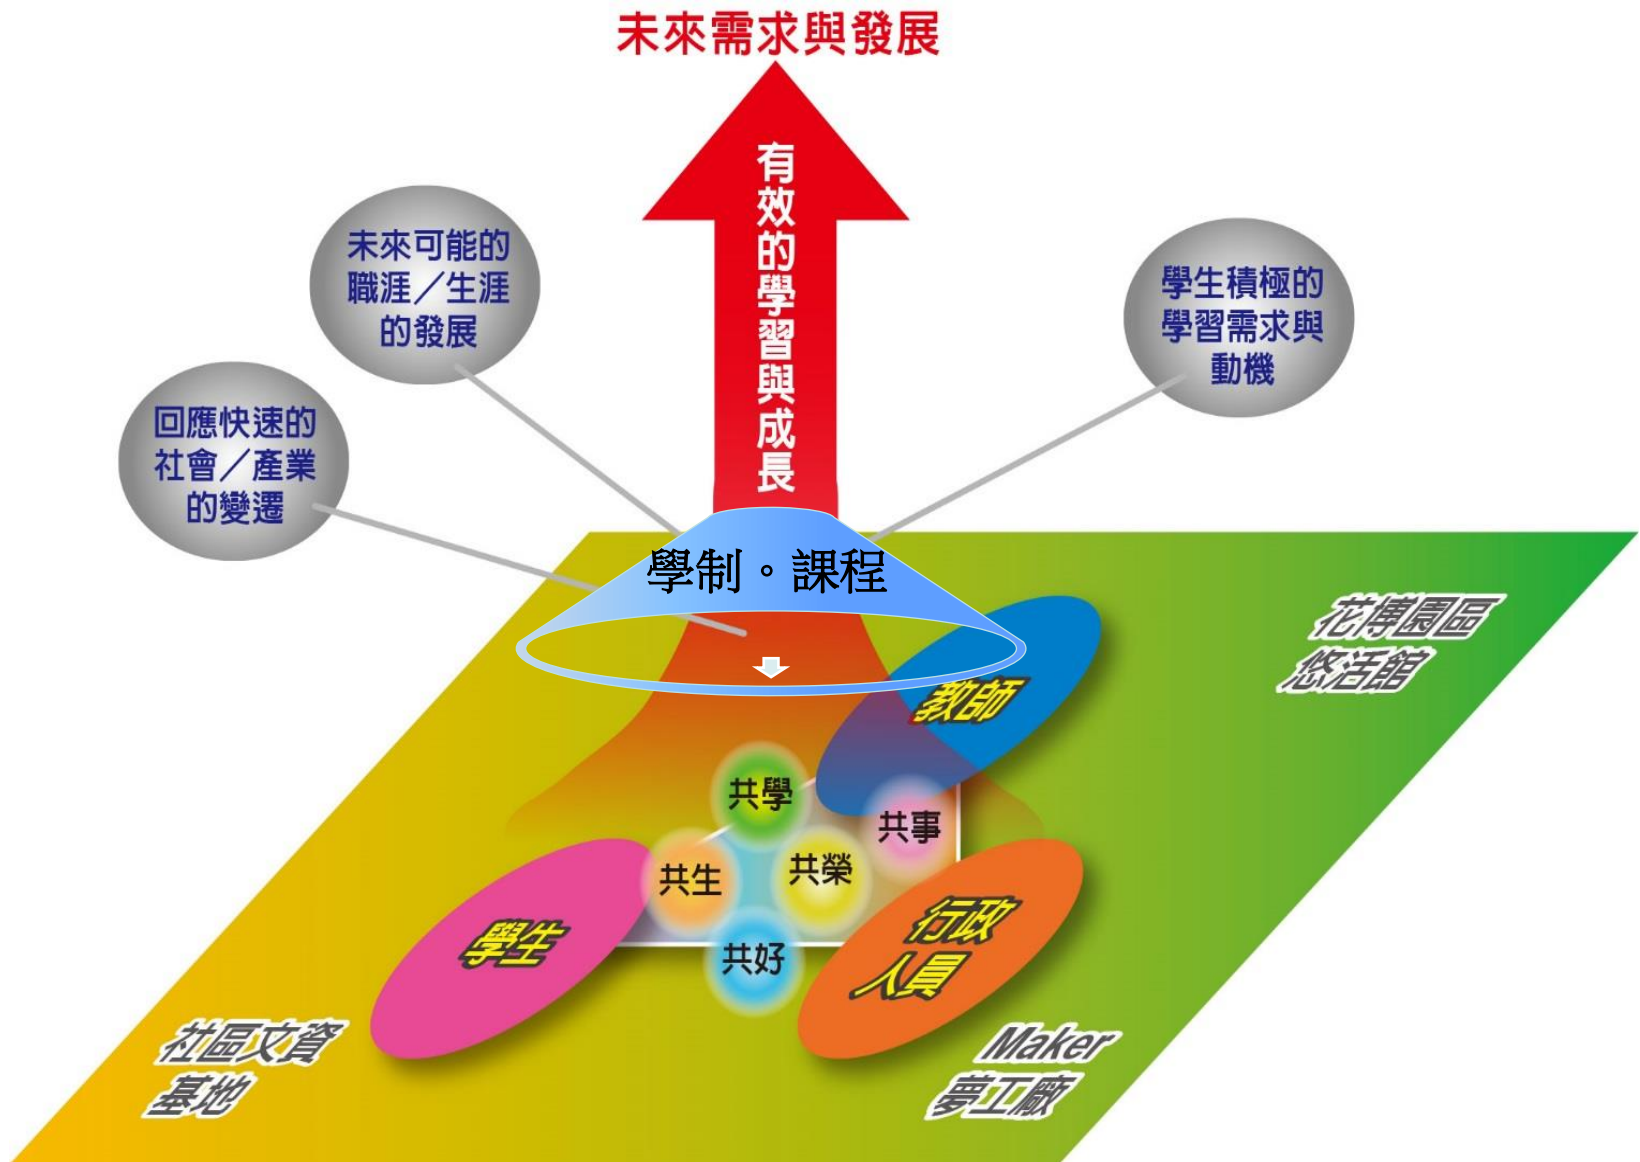 未來需求與發展
有效的學習與成長
未來可能的
職涯／生涯
的發展
學生積極的
學習需求與
動機
回應快速的
社會／產業
的變遷
學制。課程
花博園區
悠活館
教師
共學
共事
共生
共榮
共好
學生
行政
人員
社區文資
基地
Maker
夢工廠